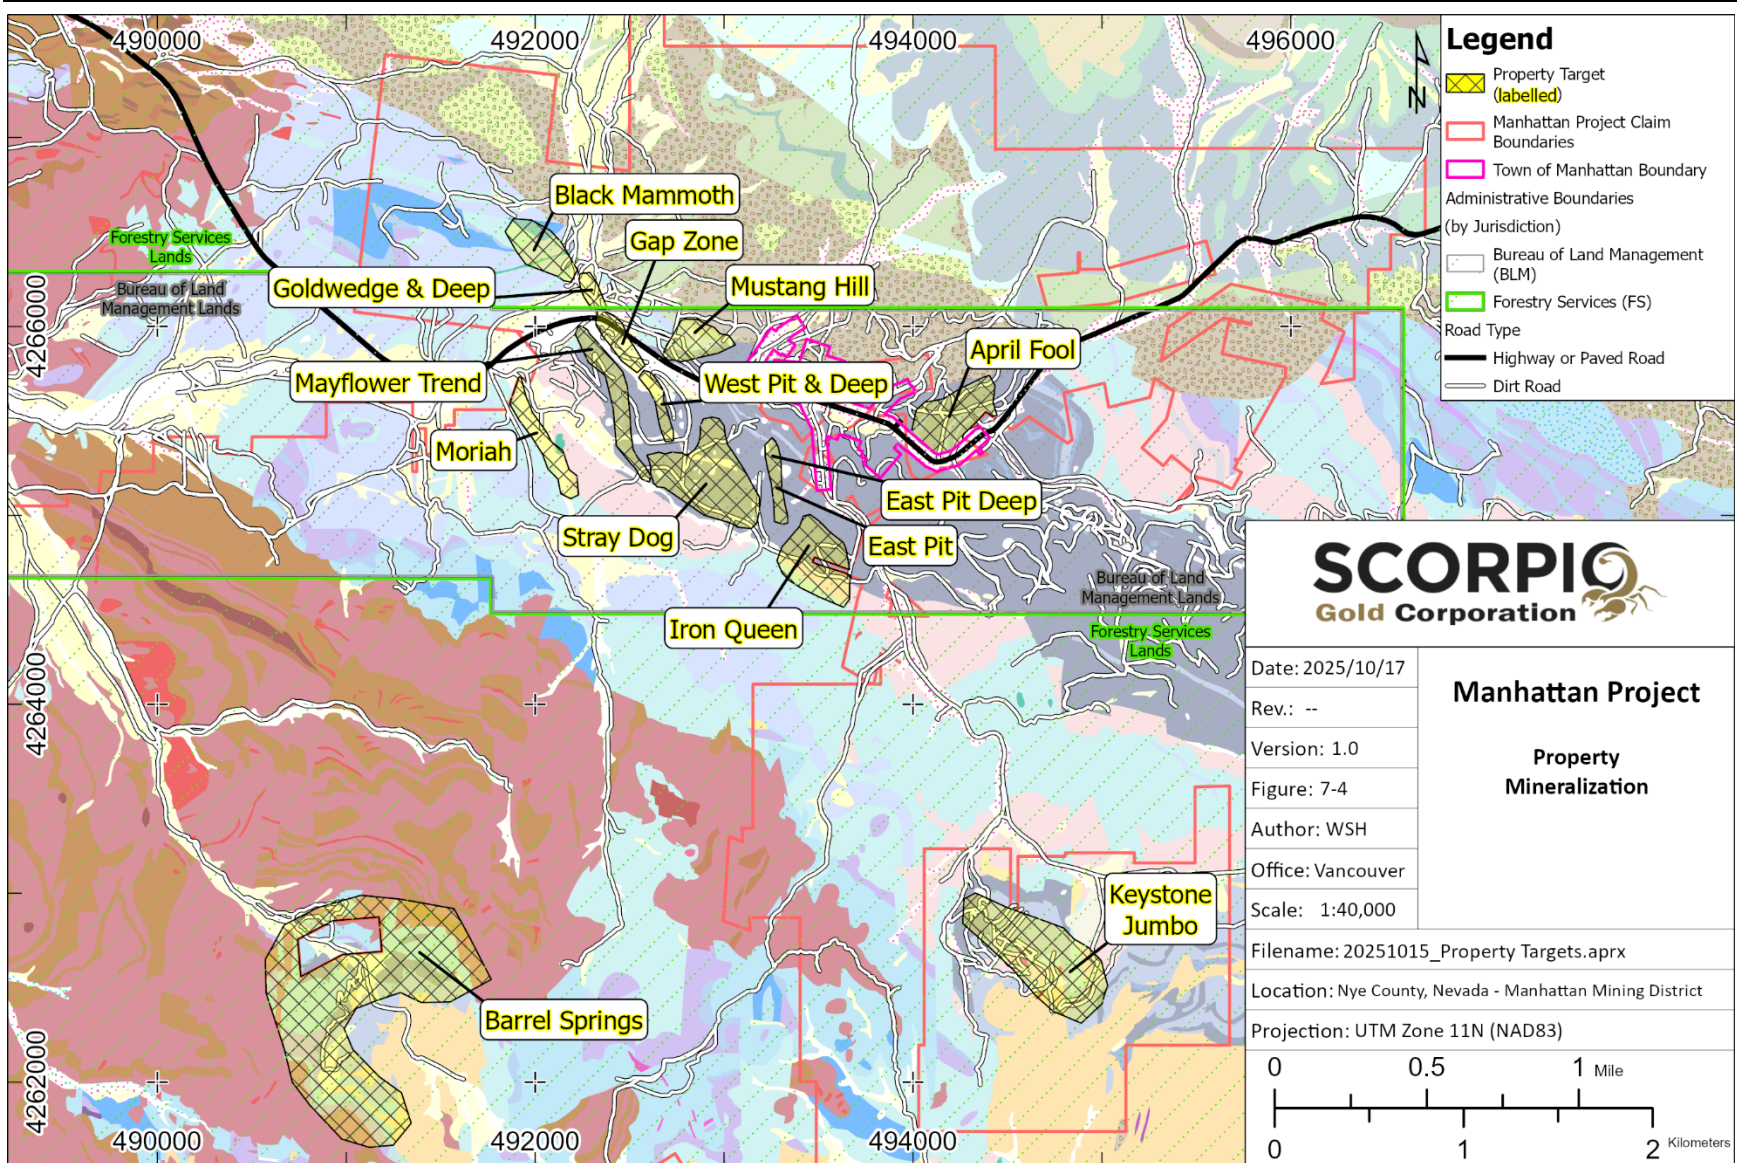 490000
492000
494000
496000
N
Legend
Property Target
(labelled)
Manhattan Project Claim
Boundaries
Town of Manhattan Boundary
Administrative Boundaries
(by Jurisdiction)
Bureau of Land Management
(BLM)
Forestry Services (FS)
Road Type
Highway or Paved Road
Dirt Road
Black Mammoth
Gap Zone
Forestry Services
Lands
Bureau of Land
Management Lands
Goldwedge & Deep
Mustang Hill
4266000
April Fool
Mayflower Trend
West Pit & Deep
Moriah
East Pit Deep
Stray Dog
East Pit
Iron Queen
Bureau of Land
Management Lands
Forestry Services
Lands
4264000
Keystone
Jumbo
Barrel Springs
4262000
490000
492000
494000
SCORPIO
Gold Corporation
Date: 2025/10/17
Rev.: --
Version: 1.0
Figure: 7-4
Author: WSH
Office: Vancouver
Scale: 1:40,000
Manhattan Project
Property
Mineralization
Filename: 20251015_Property Targets.aprx
Location: Nye County, Nevada - Manhattan Mining District
Projection: UTM Zone 11N (NAD83)
0 0.5 1 Mile
0 1 2 Kilometers